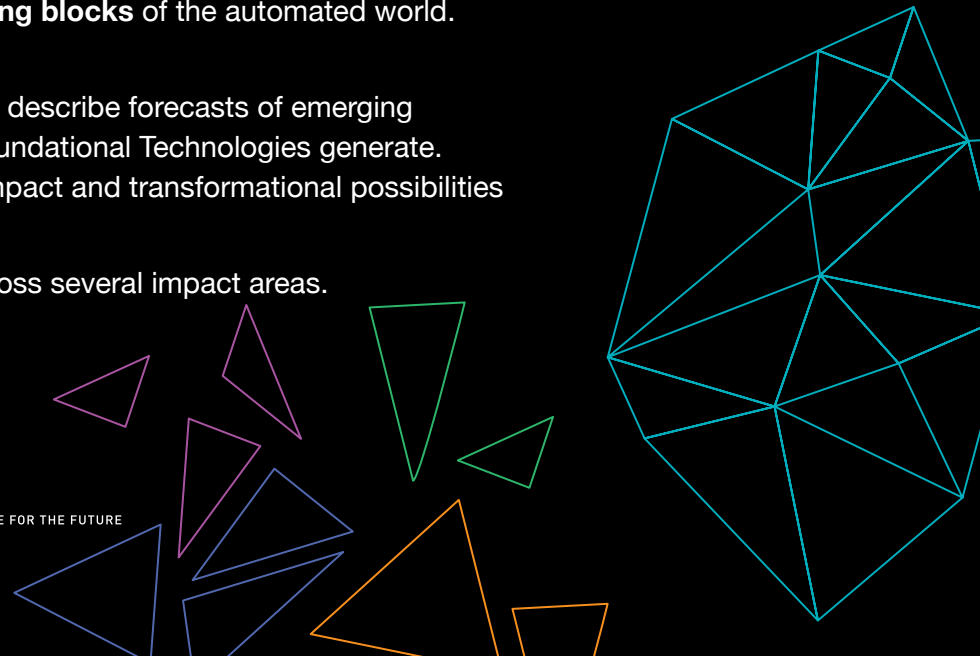 ng blocks of the automated world.
describe forecasts of emerging
undational Technologies generate.
npact and transformational possibilities
oss several impact areas.
E FOR THE FUTURE